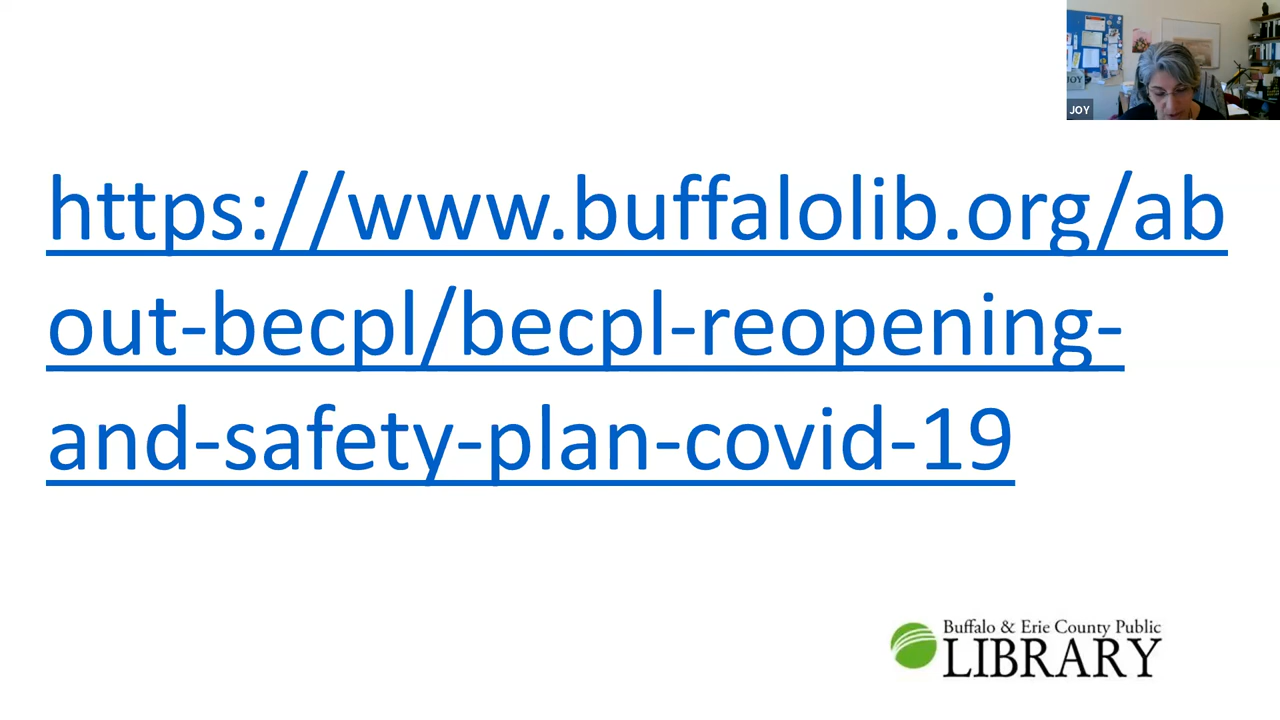 JOY
https://www.buffalolib.org/ab
out-becpl/becpl-reopening-
and-safety-plan-covid-19
Buffalo & Erie County Public
LIBRARY